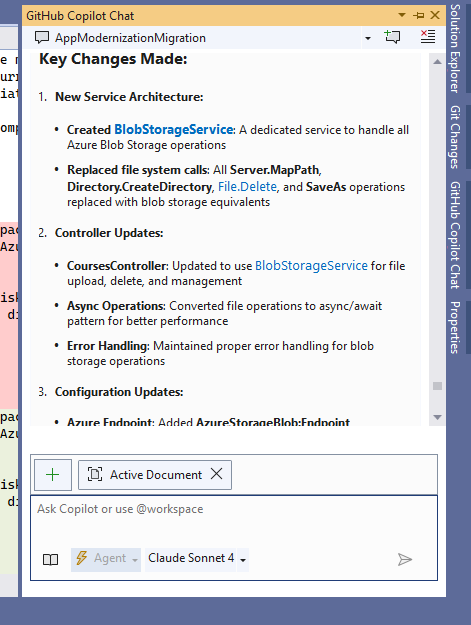 GitHub Copilot Chat
AppModernizationMigration
Key Changes Made:
1. New Service Architecture:
• Created BlobStorageService: A dedicated service to handle all
Azure Blob Storage operations
• Replaced file system calls: All Server.MapPath,
Directory.CreateDirectory, File.Delete, and SaveAs operations
replaced with blob storage equivalents
2. Controller Updates:
• CoursesController: Updated to use BlobStorageService for file
upload, delete, and management
• Async Operations: Converted file operations to async/await
pattern for better performance
• Error Handling: Maintained proper error handling for blob
storage operations
3. Configuration Updates:
• Azure Endpoint: Added AzureStorageBlob:Endpoint
Active Document
Ask Copilot or use @workspace
Agent
Claude Sonnet 4
Solution Explorer
Git Changes
GitHub Copilot Chat
Properties